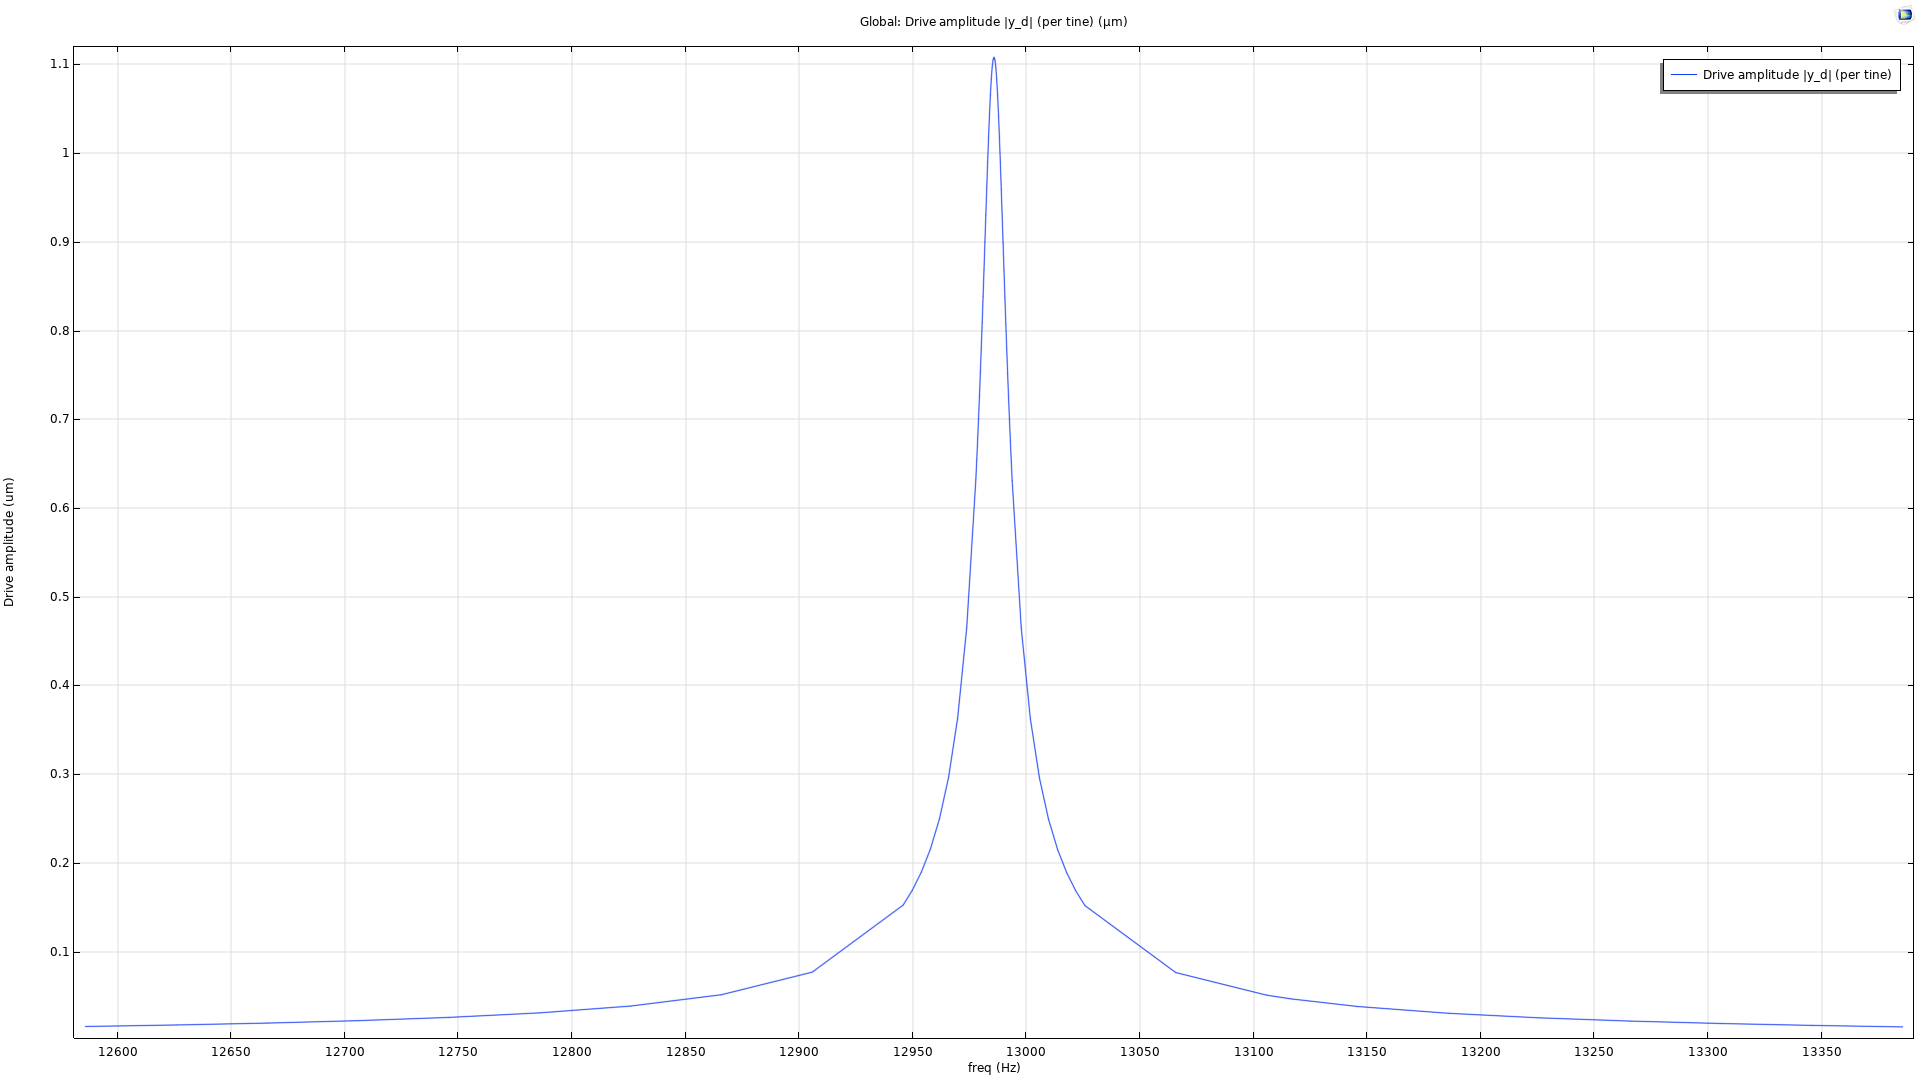 Global: Drive amplitude |y_d| (per tine) (µm)
Drive amplitude |y_d| (per tine)
1.1
1
0.9
0.8
0.7
0.6
0.5
0.4
0.3
0.2
0.1
Drive amplitude (um)
12600 12650 12700 12750 12800 12850 12900 12950 13000 13050 13100 13150 13200 13250 13300 13350
freq (Hz)